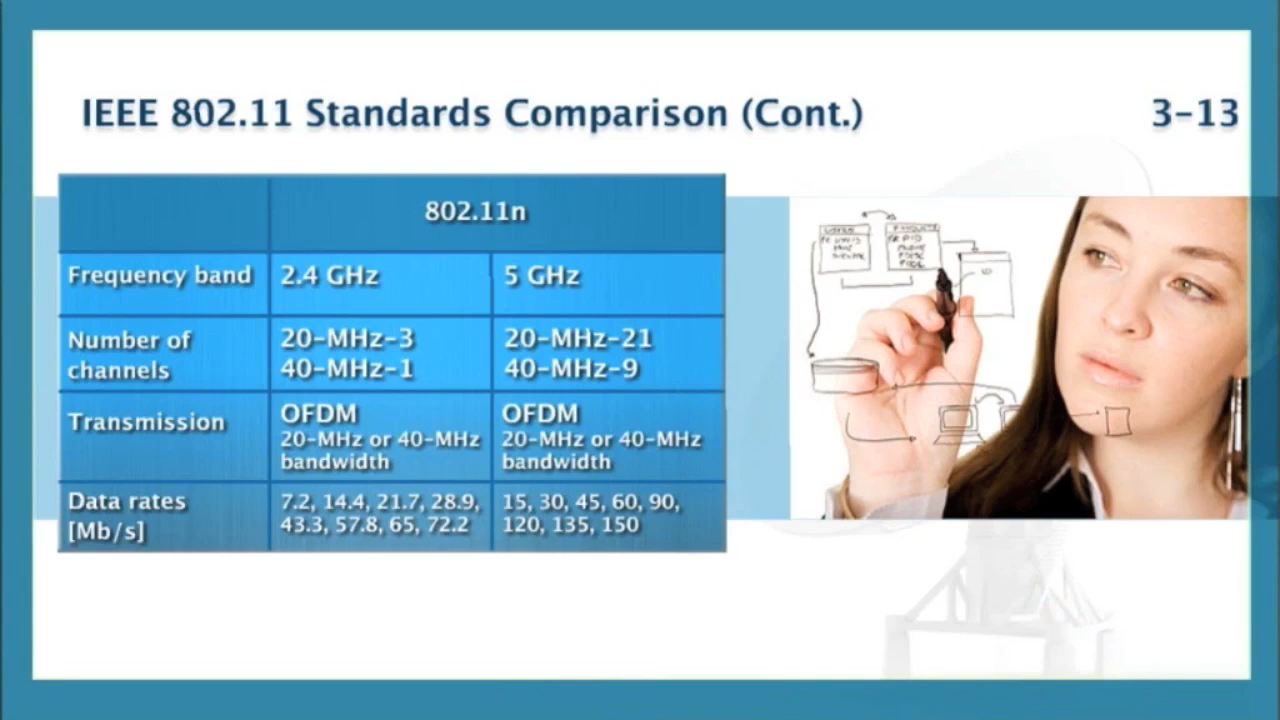 IEEE 802.11 Standards Comparison (Cont.) 3-13
802.11n
Frequency band 2.4 GHz 5 GHz
Number of channels
20-MHz-3
40-MHz-1
20-MHz-21
40-MHz-9
Transmission
OFDM
20-MHz or 40-MHz
bandwidth
OFDM
20-MHz or 40-MHz
bandwidth
Data rates
[Mb/s]
7.2, 14.4, 21.7, 28.9,
43.3, 57.8, 65, 72.2
15, 30, 45, 60, 90,
120, 135, 150